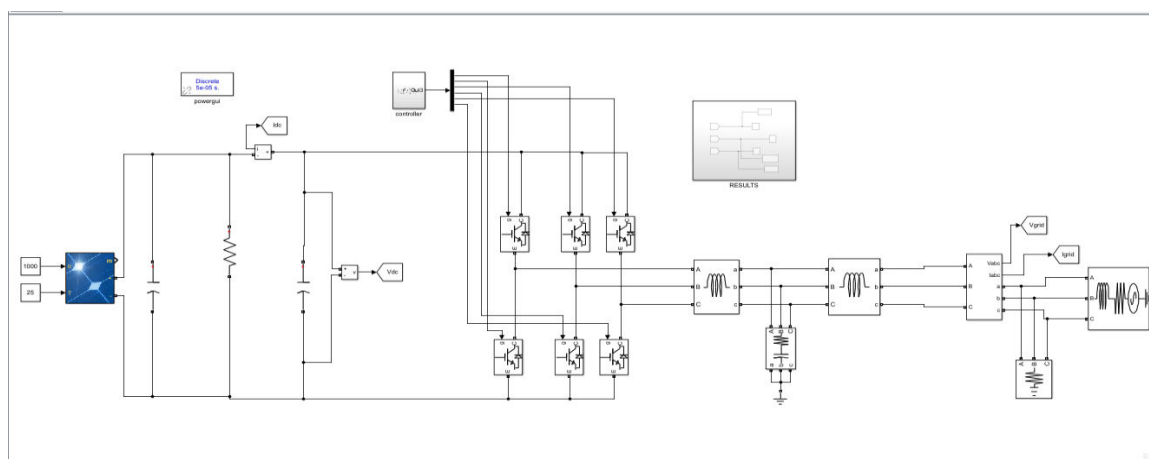 Discrete
5e-05 s.
powergui
controller
Idc
RESULTS
Vgrid
Igrid
1000
25
Vdc
Vabc
Iabc
a
b
c
A
B
C
A
B
C
a
b
c
A
B
C
a
b
c
A
B
C
A
B
C
a
b
c
A
B
C
g
C
E
g
C
E
g
C
E
g
C
E
g
C
E
g
C
E
+
-
v
i
+
-